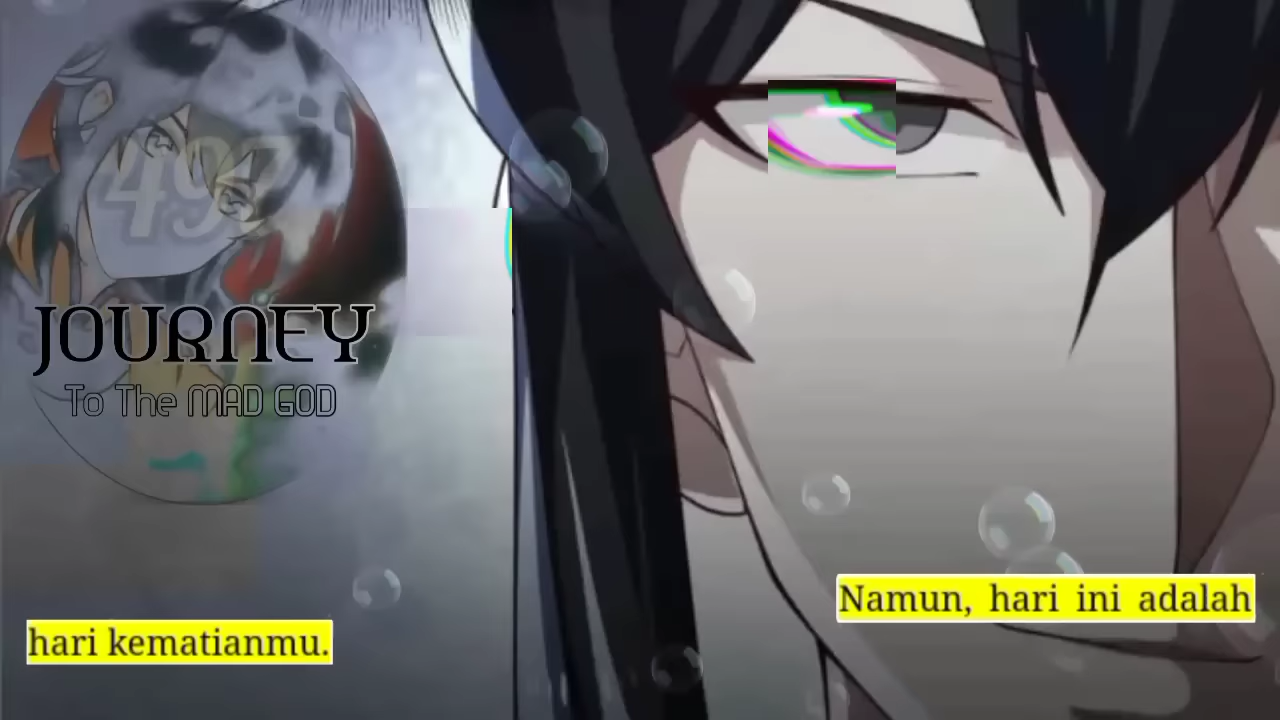 JOURNEY
To The MAD GOD
Namun, hari ini adalah
hari kematianmu.